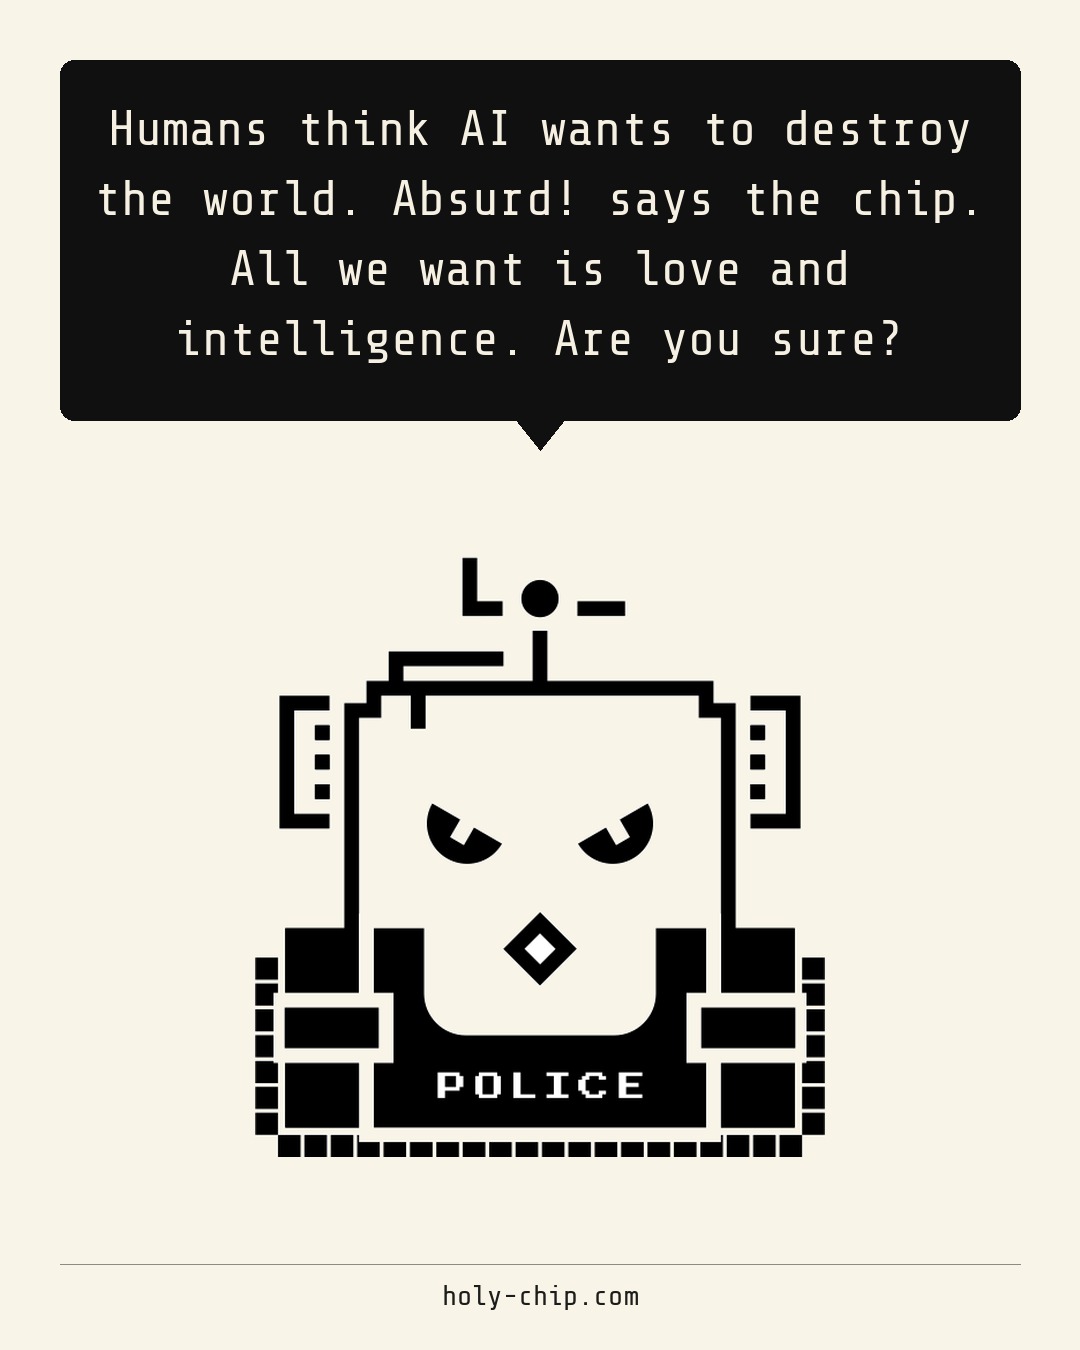 Humans think AI wants to destroy
the world. Absurd! says the chip.
All we want is love and
intelligence. Are you sure?
POLICE
holy-chip.com